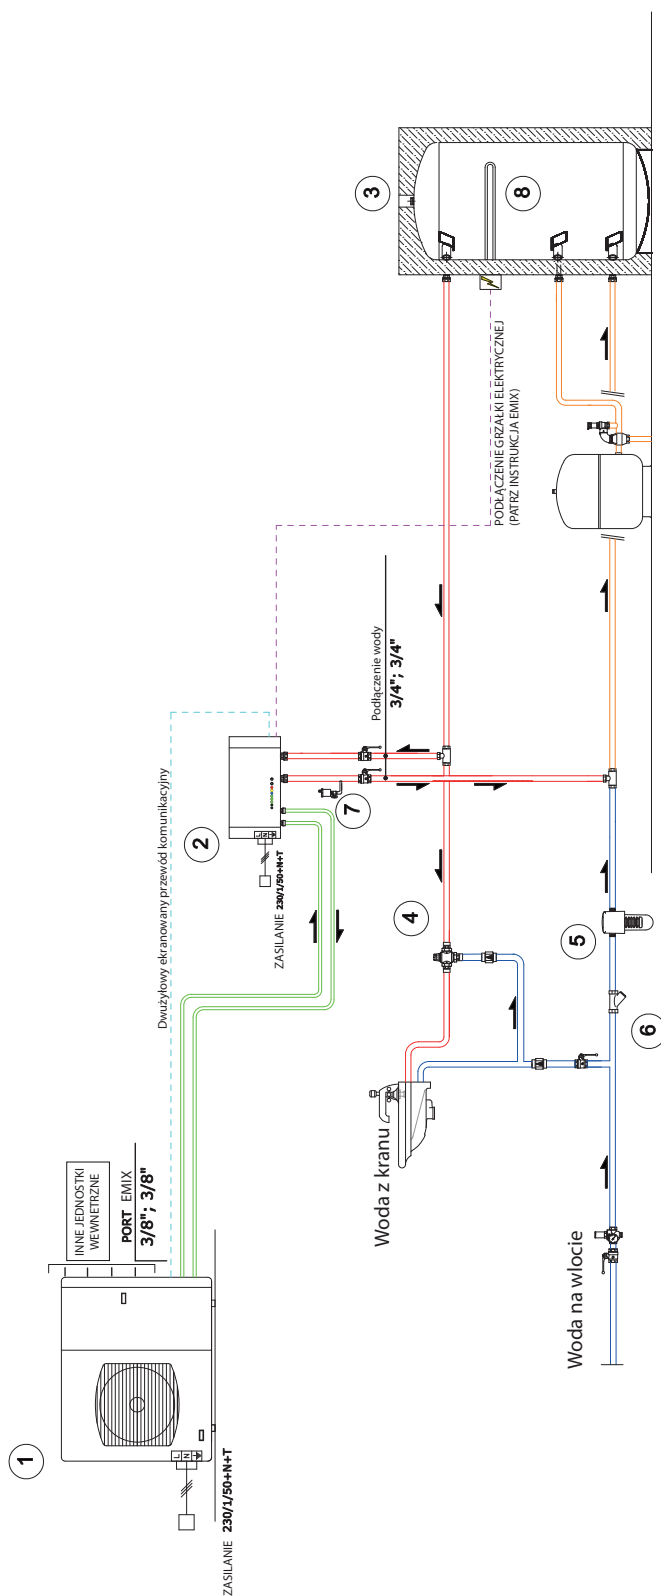 1
ZASILANIE 230/1/50+N+T
L
N
INNE JEDNOSTKI
WEWNETRZNE
PORT EMIX
3/8"; 3/8"
Dwużyłowy ekranowany przewód komunikacyjny
2
L
N
ZASILANIE 230/1/50+N+T
7
Podłączenie wody
3/4"; 3/4"
PODŁĄCZENIE GRZAŁKI ELEKTRYCZNEJ
(PATRZ INSTRUKCJA EMIX)
3
8
Woda z kranu
4
Woda na wlocie
5
6